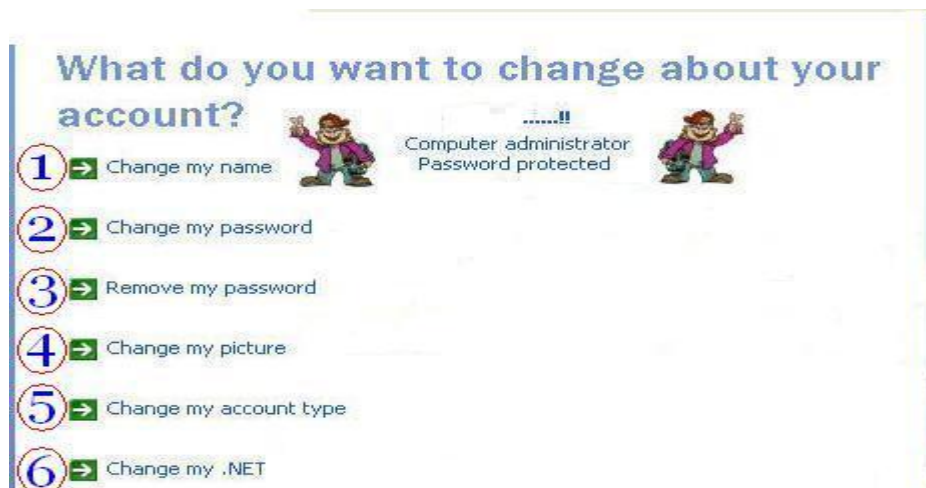 What do you want to change about your
account?
......!!
Computer administrator
Password protected
1 Change my name
2 Change my password
3 Remove my password
4 Change my picture
5 Change my account type
6 Change my .NET